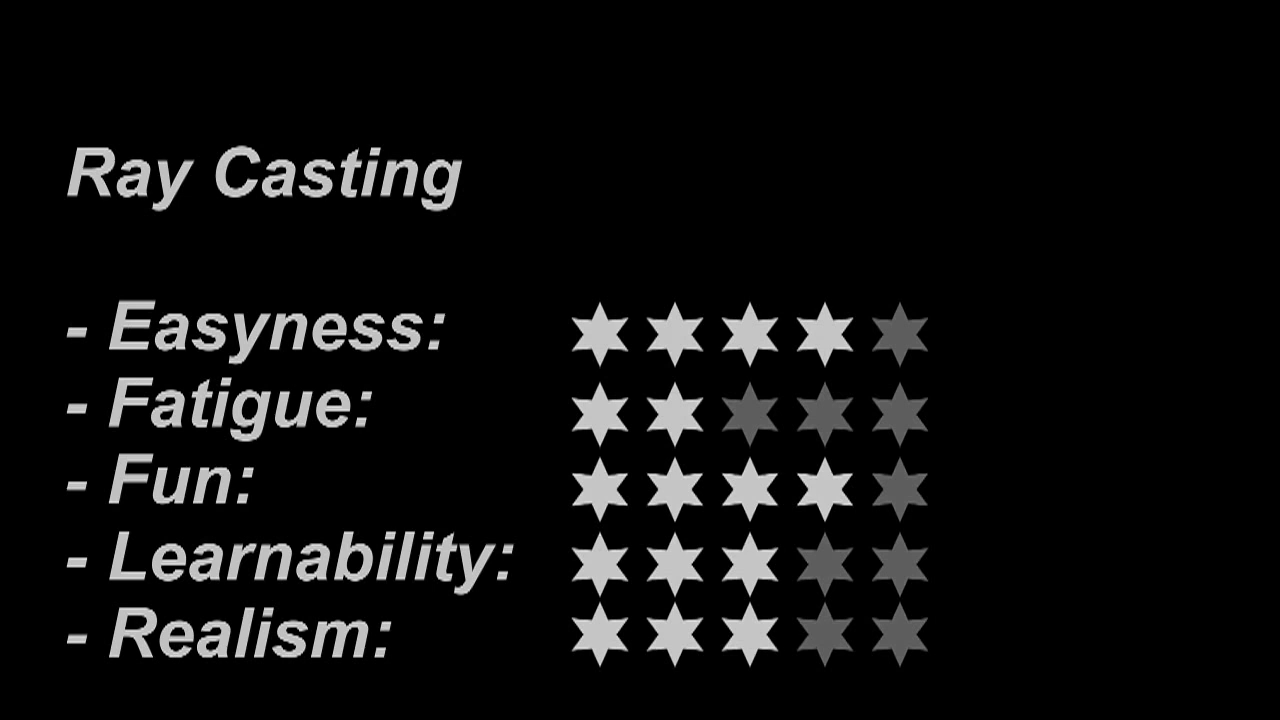 Ray Casting
- Easyness:
- Fatigue:
- Fun:
- Learnability:
- Realism: